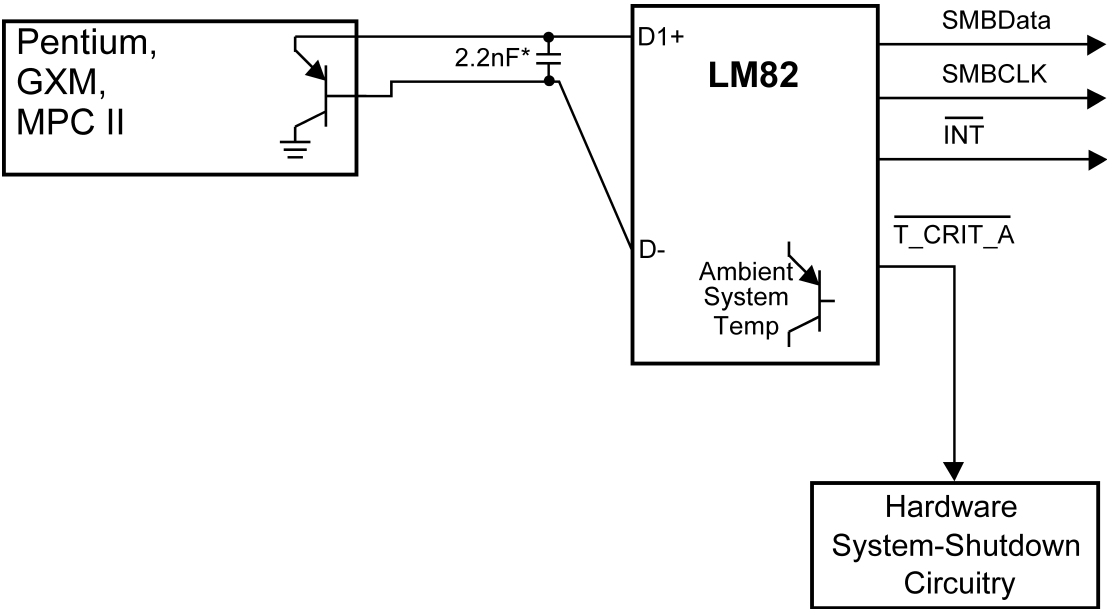 Pentium,
GXM,
MPC II
2.2nF*
D1+
LM82
D-
Ambient
System
Temp
SMBData
SMBCLK
INT
T_CRIT_A
Hardware
System-Shutdown
Circuitry